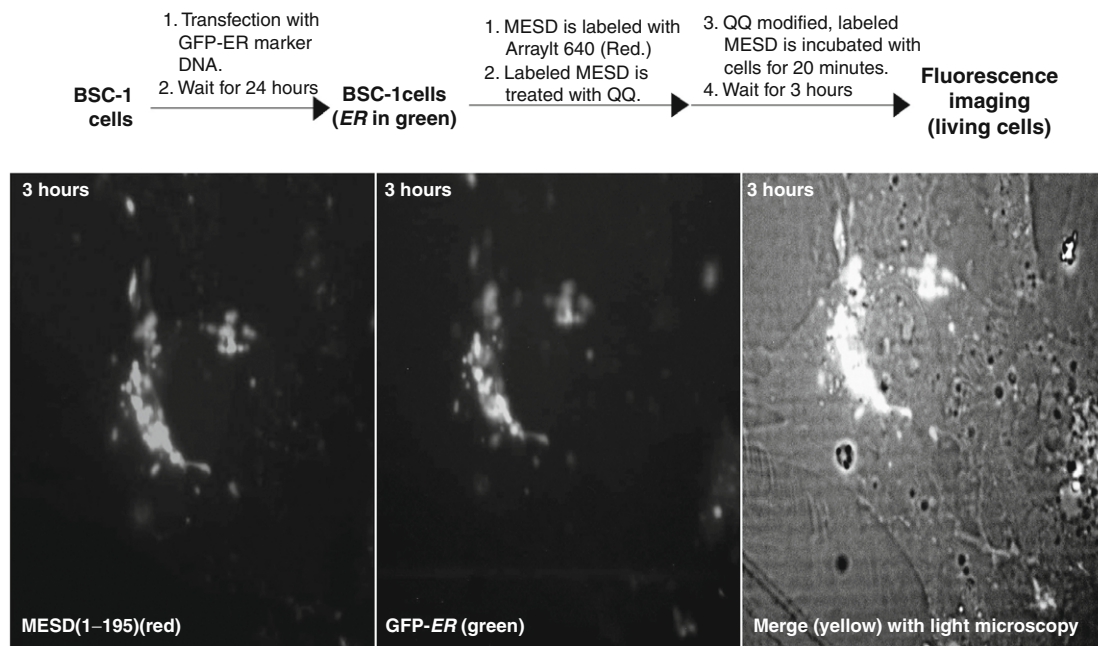 1. Transfection with
GFP-ER marker
DNA.
2. Wait for 24 hours
BSC-1
cells
BSC-1cells
(ER in green)
1. MESD is labeled with
ArrayIt 640 (Red.)
2. Labeled MESD is
treated with QQ.
3. QQ modified, labeled
MESD is incubated with
cells for 20 minutes.
4. Wait for 3 hours
Fluorescence
imaging
(living cells)
3 hours
3 hours
3 hours
MESD(1–195)(red)
GFP-ER (green)
Merge (yellow) with light microscopy